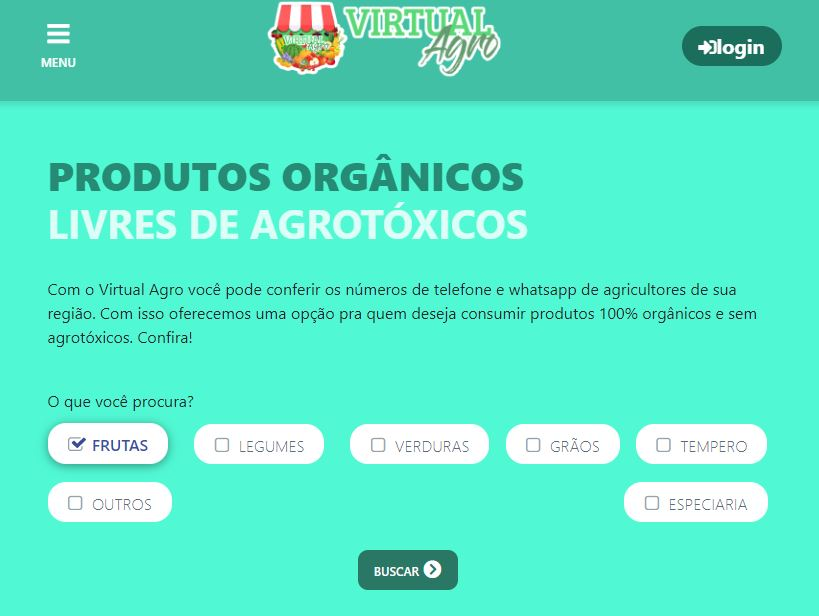 MENU
VIRTUAL Agro
VIRTUAL Agro
login
PRODUTOS ORGÂNICOS
LIVRES DE AGROTÓXICOS
Com o Virtual Agro você pode conferir os números de telefone e whatsapp de agricultores de sua
região. Com isso oferecemos uma opção pra quem deseja consumir produtos 100% orgânicos e sem
agrotóxicos. Confira!
O que você procura?
FRUTAS LEGUMES VERDURAS GRÃOS TEMPERO
OUTROS ESPECIARIA
BUSCAR